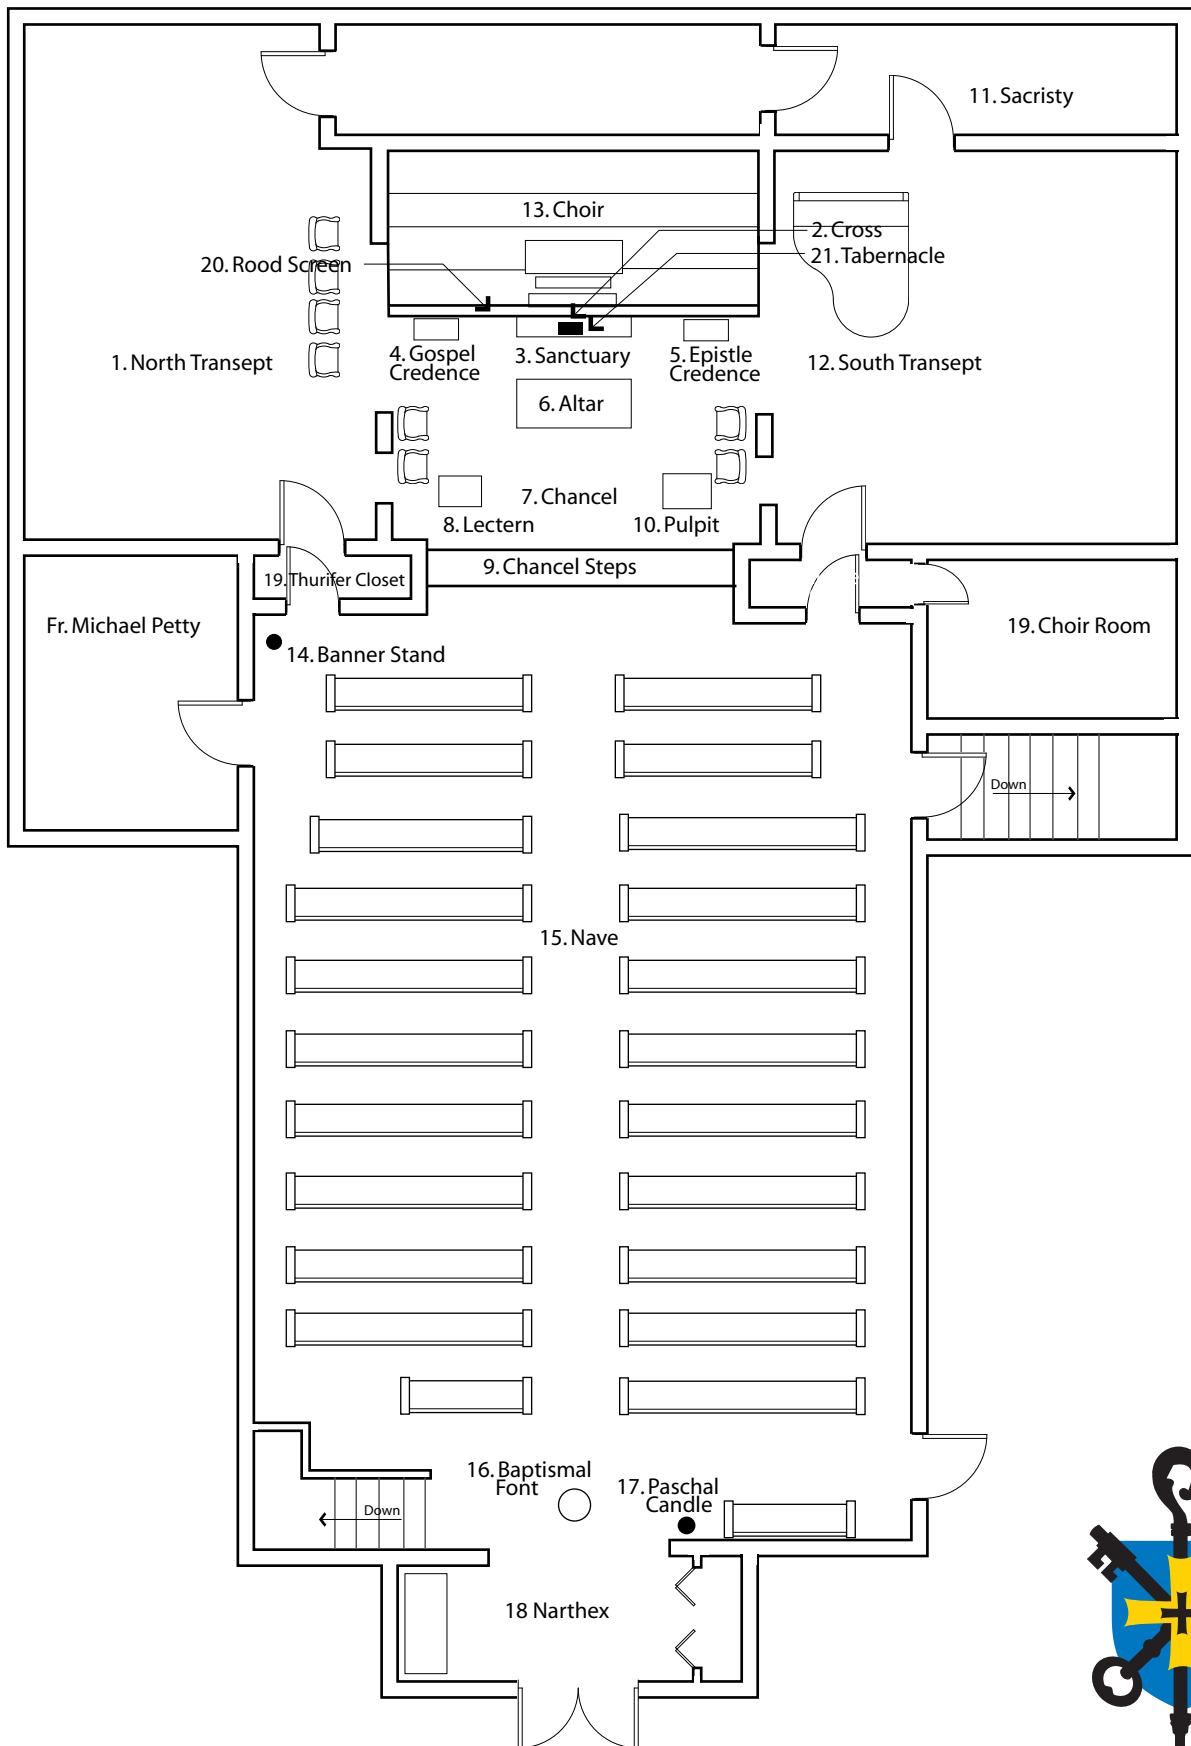 11. Sacristy
13. Choir
2. Cross
20. Rood Screen
21. Tabernacle
1. North Transept
4. Gospel
Credence
3. Sanctuary
5. Epistle
Credence
12. South Transept
6. Altar
7. Chancel
8. Lectern
10. Pulpit
9. Chancel Steps
19. Thurifer Closet
Fr. Michael Petty
19. Choir Room
14. Banner Stand
Down
15. Nave
16. Baptismal
Font
17. Paschal
Candle
Down
18 Narthex